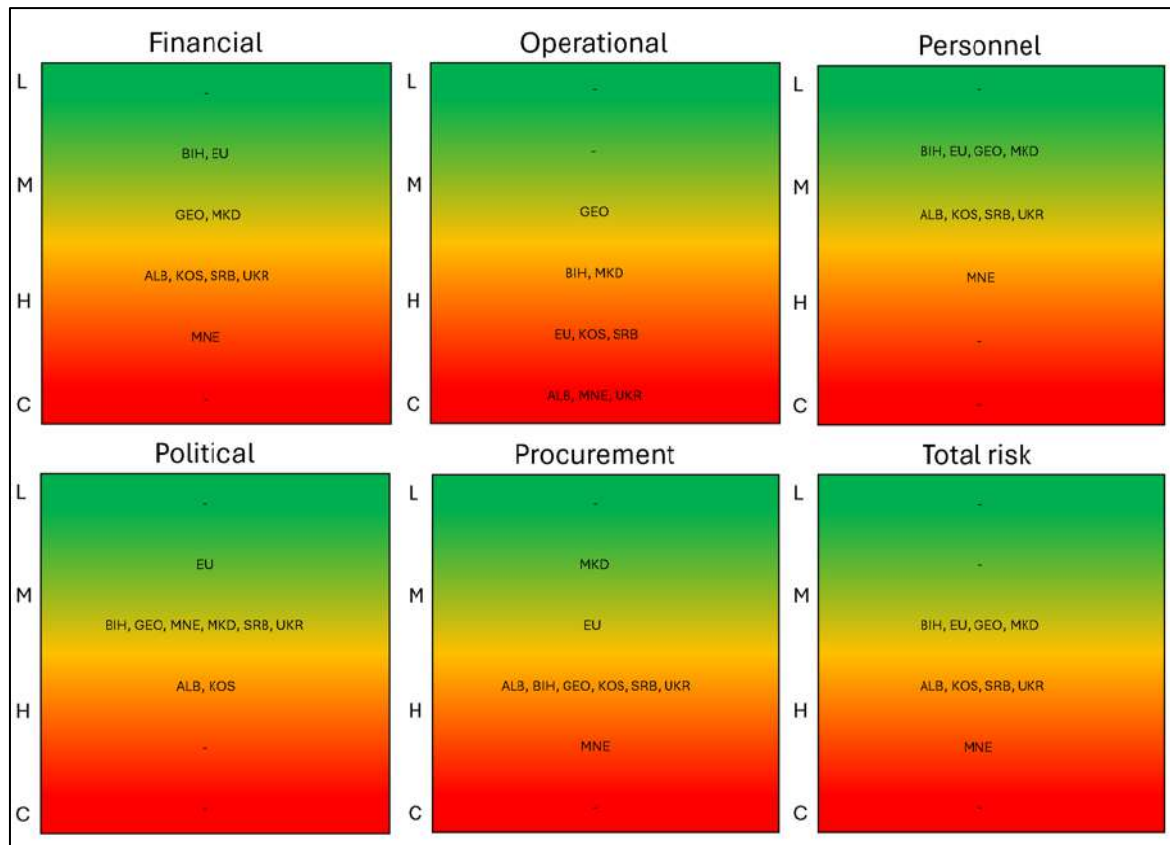 Financial
L
-
BIH, EU
M
GEO, MKD
ALB, KOS, SRB, UKR
H
MNE
C
-
Operational
L
-
-
M
GEO
BIH, MKD
H
EU, KOS, SRB
C
ALB, MNE, UKR
Personnel
L
-
BIH, EU, GEO, MKD
M
ALB, KOS, SRB, UKR
MNE
H
-
C
-
Political
L
-
EU
M
BIH, GEO, MNE, MKD, SRB, UKR
ALB, KOS
H
-
C
-
Procurement
L
-
MKD
M
EU
ALB, BIH, GEO, KOS, SRB, UKR
H
MNE
C
-
Total risk
L
-
-
M
BIH, EU, GEO, MKD
ALB, KOS, SRB, UKR
H
MNE
C
-